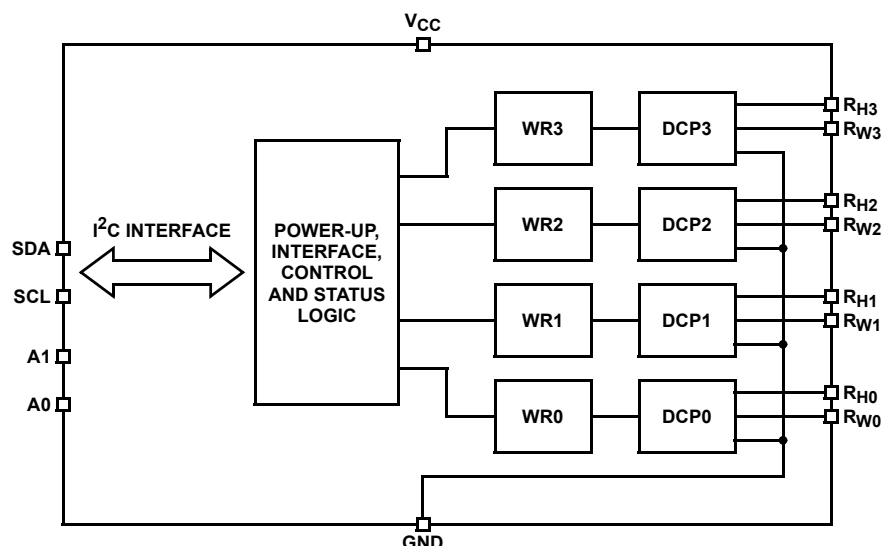 VCC
WR3
DCP3
RH3
RW3
WR2
DCP2
RH2
RW2
I2C INTERFACE
SDA
SCL
A1
A0
POWER-UP,
INTERFACE,
CONTROL
AND STATUS
LOGIC
WR1
DCP1
RH1
RW1
WR0
DCP0
RH0
RW0
GND